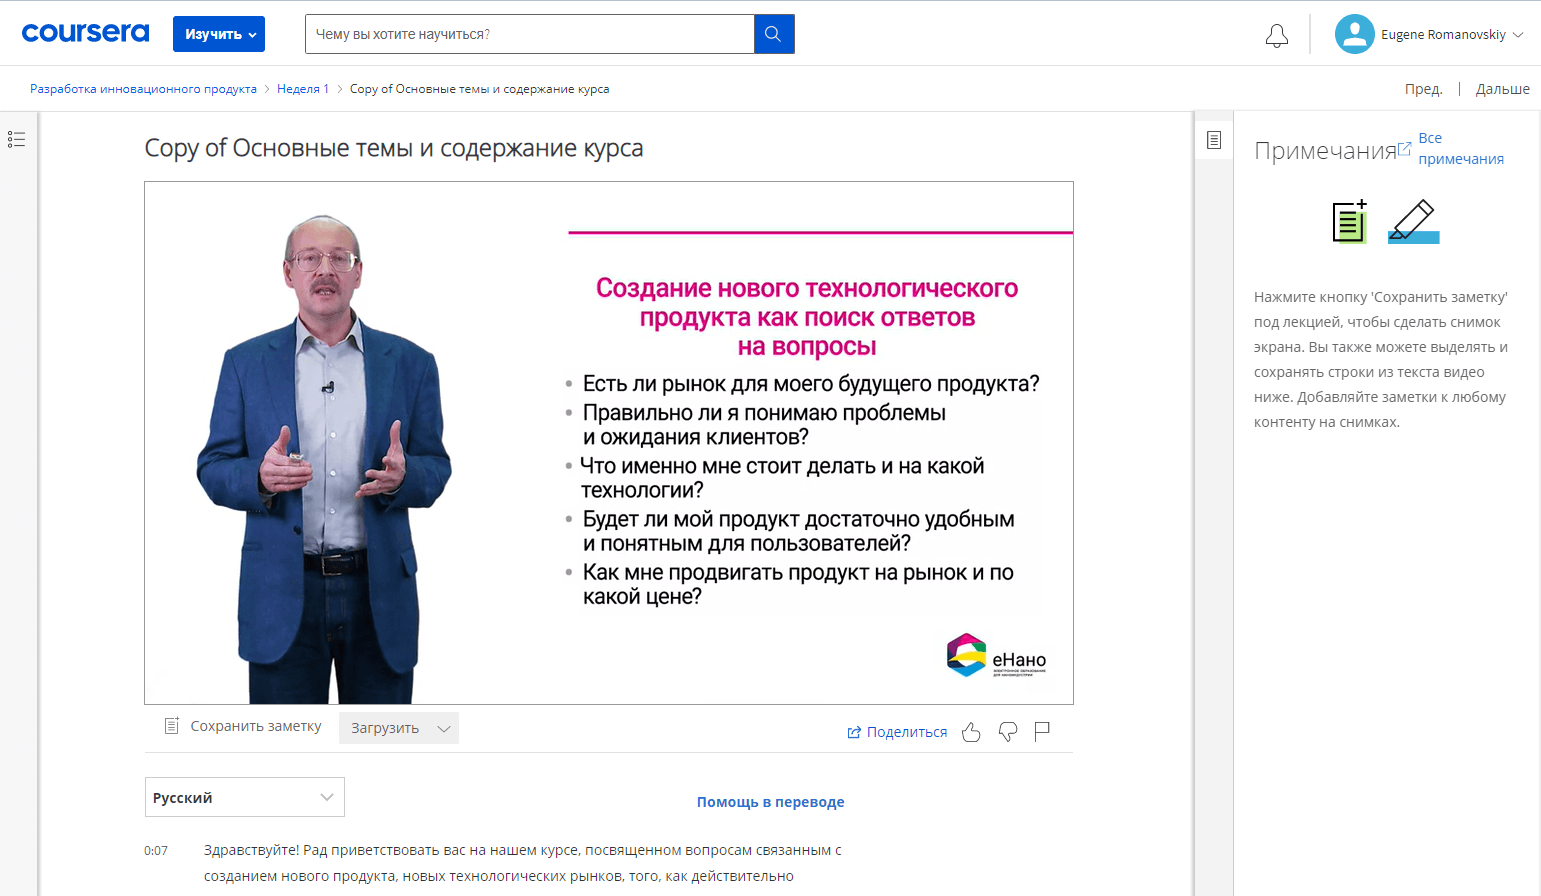 coursera
Изучить
Чему вы хотите научиться?
Eugene Romanovskiy
Разработка инновационного продукта
Неделя 1
Copy of Основные темы и содержание курса
Пред.
Дальше
Copy of Основные темы и содержание курса
Создание нового технологического
продукта как поиск ответов
на вопросы
• Есть ли рынок для моего будущего продукта?
• Правильно ли я понимаю проблемы
и ожидания клиентов?
• Что именно мне стоит делать и на какой
технологии?
• Будет ли мой продукт достаточно удобным
и понятным для пользователей?
• Как мне продвигать продукт на рынок и по
какой цене?
еНано
ЭЛЕКТРОННОЕ ОБРАЗОВАНИЕ
ДЛЯ НАНОИНДУСТРИИ
Сохранить заметку
Загрузить
Поделиться
Русский
Помощь в переводе
0:07
Здравствуйте! Рад приветствовать вас на нашем курсе, посвященном вопросам связанным с
созданием нового продукта, новых технологических рынков, того, как действительно
Примечания
Все
примечания
Нажмите кнопку 'Сохранить заметку'
под лекцией, чтобы сделать снимок
экрана. Вы также можете выделять и
сохранять строки из текста видео
ниже. Добавляйте заметки к любому
контенту на снимках.